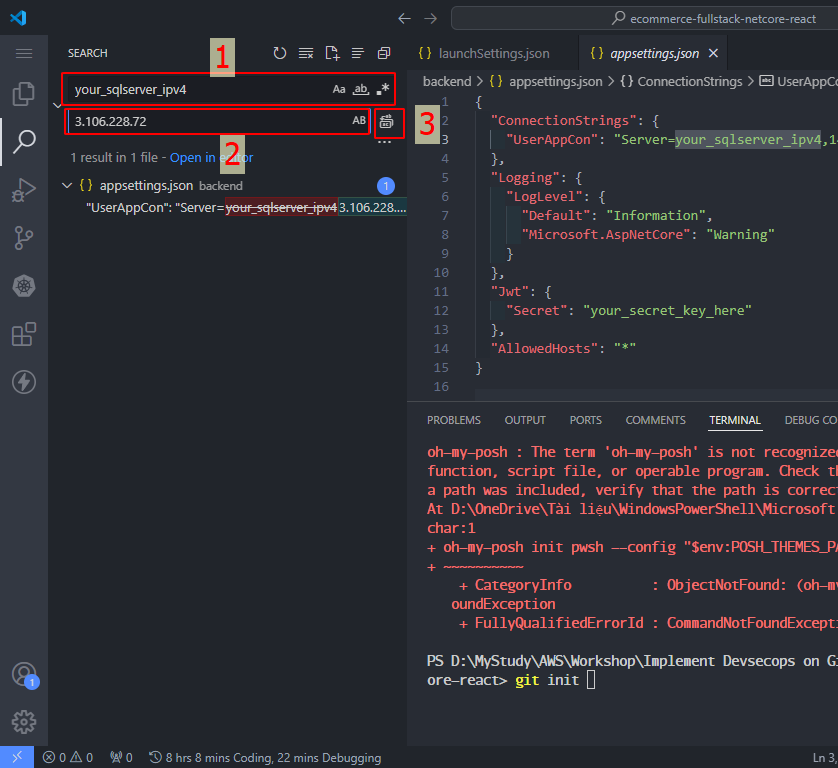 ecommerce-fullstack-netcore-react
SEARCH
1
your_sqlserver_ipv4
Aa ab .*
3.106.228.72
AB
3
2
1 result in 1 file - Open in editor
{ } appsettings.json backend 1
"UserAppCon": "Server=your_sqlserver_ipv43.106.228....
{ } launchSettings.json
{ } appsettings.json ×
backend > { } appsettings.json > { } ConnectionStrings > UserAppCo
1 {
2 "ConnectionStrings": {
3 "UserAppCon": "Server=your_sqlserver_ipv4,1
4 },
5 "Logging": {
6 "LogLevel": {
7 "Default": "Information",
8 "Microsoft.AspNetCore": "Warning"
9 }
10 },
11 "Jwt": {
12 "Secret": "your_secret_key_here"
13 },
14 "AllowedHosts": "*"
15 }
16
PROBLEMS OUTPUT PORTS COMMENTS TERMINAL DEBUG CO
oh-my-posh : The term 'oh-my-posh' is not recognize
function, script file, or operable program. Check t
a path was included, verify that the path is correc
At D:\OneDrive\Tài liệu\WindowsPowerShell\Microsoft
char:1
+ oh-my-posh init pwsh --config "$env:POSH_THEMES_PA
+ ~~~~~~~~~~
+ CategoryInfo : ObjectNotFound: (oh-my
oundException
+ FullyQualifiedErrorId : CommandNotFoundExcepti
PS D:\MyStudy\AWS\Workshop\Implement Devsecops on Gi
ore-react> git init
1
0 0 0 8 hrs 8 mins Coding, 22 mins Debugging
Ln 3,